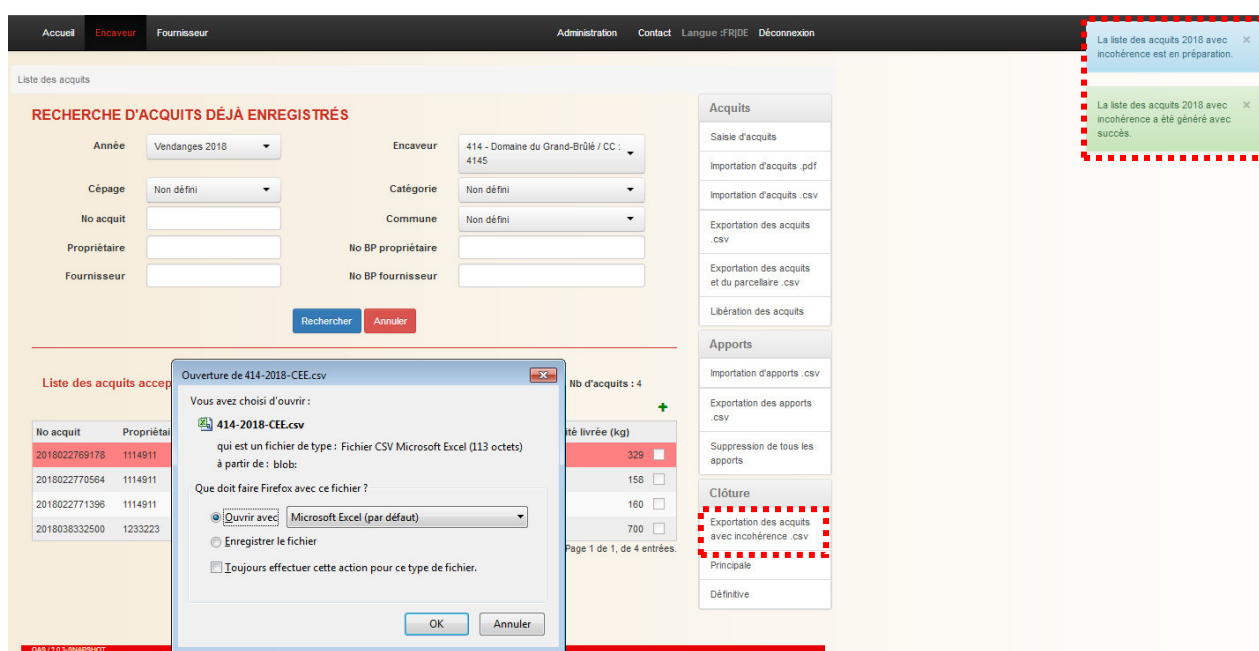 Accueil Encaveur Fournisseur Administration Contact Langue :FR|DE Déconnexion
La liste des acquits 2018 avec ×
incohérence est en préparation.
La liste des acquits 2018 avec ×
incohérence a été généré avec
succès.
Liste des acquits
RECHERCHE D'ACQUITS DÉJÀ ENREGISTRÉS
Année Vendanges 2018
Encaveur 414 - Domaine du Grand-Brûlé / CC :
4145
Cépage Non défini
Catégorie Non défini
No acquit
Commune Non défini
Propriétaire
No BP propriétaire
Fournisseur
No BP fournisseur
Rechercher Annuler
Liste des acquits accep
Nb d'acquits : 4
+
No acquit Propriétai ité livrée (kg)
2018022769178 1114911 329
2018022770564 1114911 158
2018022771396 1114911 160
2018038332500 1233223 700
Page 1 de 1, de 4 entrées.
Ouverture de 414-2018-CEE.csv
Vous avez choisi d'ouvrir :
414-2018-CEE.csv
qui est un fichier de type : Fichier CSV Microsoft Excel (113 octets)
à partir de : blob:
Que doit faire Firefox avec ce fichier ?
Ouvrir avec Microsoft Excel (par défaut)
Enregistrer le fichier
Toujours effectuer cette action pour ce type de fichier.
OK Annuler
Acquits
Saisie d'acquits
Importation d'acquits .pdf
Importation d'acquits .csv
Exportation des acquits
.csv
Exportation des acquits
et du parcellaire .csv
Libération des acquits
Apports
Importation d'apports .csv
Exportation des apports
.csv
Suppression de tous les
apports
Clôture
Exportation des acquits
avec incohérence .csv
Principale
Définitive
OAS / 2.0.3-SNAPSHOT